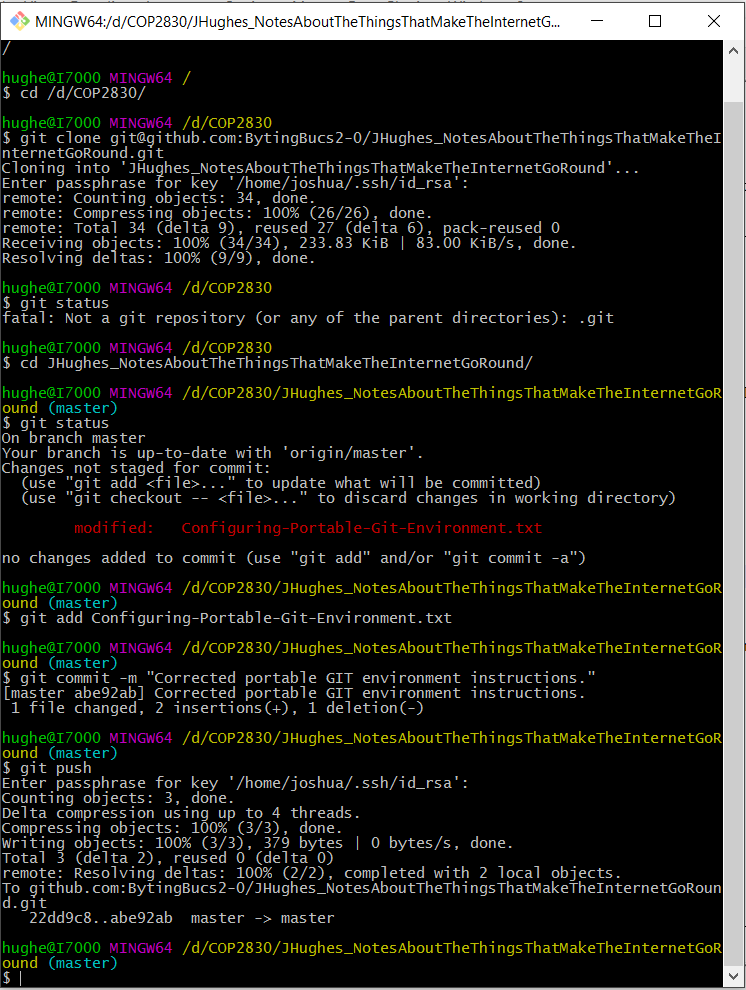 MINGW64:/d/COP2830/JHughes_NotesAboutTheThingsThatMakeTheInternetG...
/
hughe@I7000 MINGW64 /
$ cd /d/COP2830/
hughe@I7000 MINGW64 /d/COP2830
$ git clone git@github.com:BytingBucs2-0/JHughes_NotesAboutTheThingsThatMakeTheI
nternetGoRound.git
Cloning into 'JHughes_NotesAboutTheThingsThatMakeTheInternetGoRound'...
Enter passphrase for key '/home/joshua/.ssh/id_rsa':
remote: Counting objects: 34, done.
remote: Compressing objects: 100% (26/26), done.
remote: Total 34 (delta 9), reused 27 (delta 6), pack-reused 0
Receiving objects: 100% (34/34), 233.83 KiB | 83.00 KiB/s, done.
Resolving deltas: 100% (9/9), done.
hughe@I7000 MINGW64 /d/COP2830
$ git status
fatal: Not a git repository (or any of the parent directories): .git
hughe@I7000 MINGW64 /d/COP2830
$ cd JHughes_NotesAboutTheThingsThatMakeTheInternetGoRound/
hughe@I7000 MINGW64 /d/COP2830/JHughes_NotesAboutTheThingsThatMakeTheInternetGoR
ound (master)
$ git status
On branch master
Your branch is up-to-date with 'origin/master'.
Changes not staged for commit:
  (use "git add <file>..." to update what will be committed)
  (use "git checkout -- <file>..." to discard changes in working directory)
        modified:   Configuring-Portable-Git-Environment.txt
no changes added to commit (use "git add" and/or "git commit -a")
hughe@I7000 MINGW64 /d/COP2830/JHughes_NotesAboutTheThingsThatMakeTheInternetGoR
ound (master)
$ git add Configuring-Portable-Git-Environment.txt
hughe@I7000 MINGW64 /d/COP2830/JHughes_NotesAboutTheThingsThatMakeTheInternetGoR
ound (master)
$ git commit -m "Corrected portable GIT environment instructions."
[master abe92ab] Corrected portable GIT environment instructions.
 1 file changed, 2 insertions(+), 1 deletion(-)
hughe@I7000 MINGW64 /d/COP2830/JHughes_NotesAboutTheThingsThatMakeTheInternetGoR
ound (master)
$ git push
Enter passphrase for key '/home/joshua/.ssh/id_rsa':
Counting objects: 3, done.
Delta compression using up to 4 threads.
Compressing objects: 100% (3/3), done.
Writing objects: 100% (3/3), 379 bytes | 0 bytes/s, done.
Total 3 (delta 2), reused 0 (delta 0)
remote: Resolving deltas: 100% (2/2), completed with 2 local objects.
To github.com:BytingBucs2-0/JHughes_NotesAboutTheThingsThatMakeTheInternetGoRoun
d.git
   22dd9c8..abe92ab  master -> master
hughe@I7000 MINGW64 /d/COP2830/JHughes_NotesAboutTheThingsThatMakeTheInternetGoR
ound (master)
$